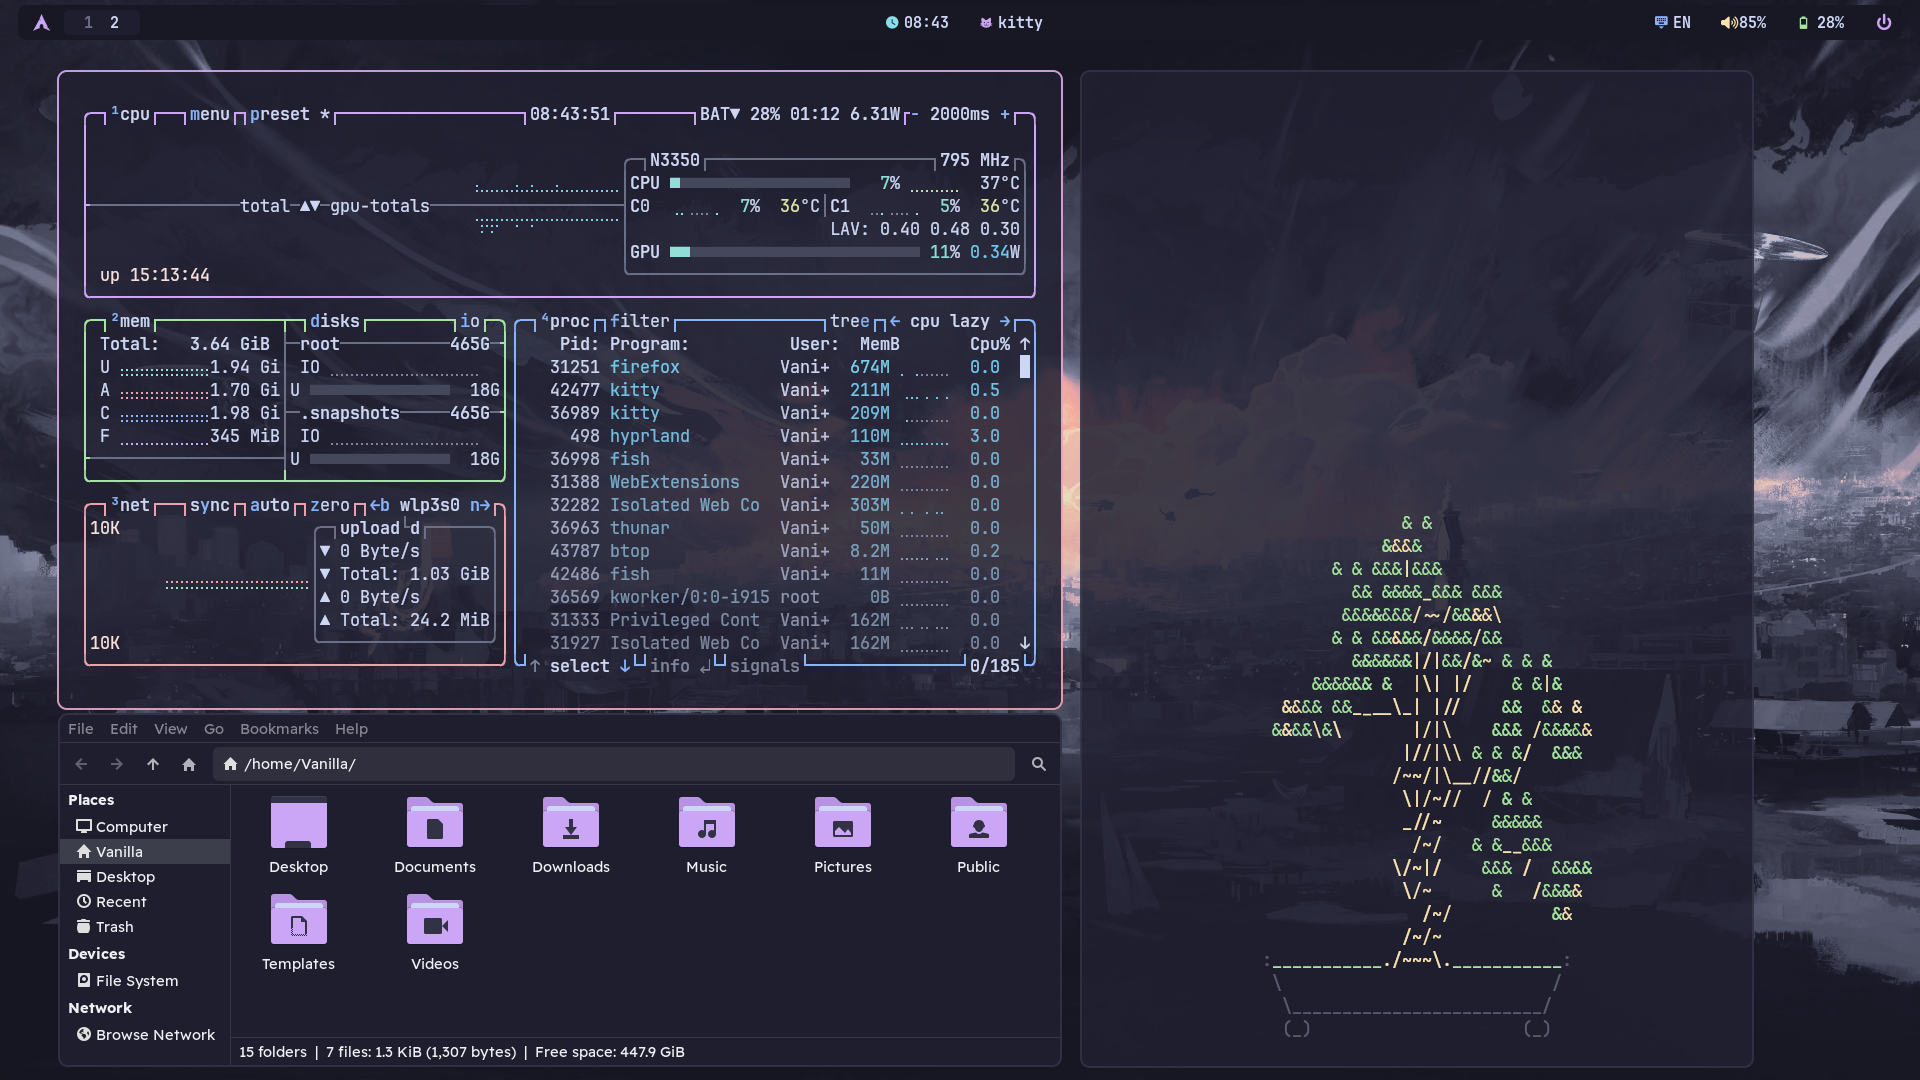 1 2
08:43 kitty
EN 85% 28%
¹cpu menu preset * 08:43:51 BAT▼ 28% 01:12 6.31W - 2000ms +
N3350 795 MHz
CPU 7% 37°C
total ▲▼ gpu-totals
C0 7% 36°C C1 5% 36°C
LAV: 0.40 0.48 0.30
GPU 11% 0.34W
up 15:13:44
²mem disks io
Total: 3.64 GiB root 465G
U 1.94 Gi IO
A 1.70 Gi U 18G
C 1.98 Gi .snapshots 465G
F 345 MiB IO
U 18G
³net sync auto zero ←b wlp3s0 n→
10K upload d
▼ 0 Byte/s
▼ Total: 1.03 GiB
▲ 0 Byte/s
▲ Total: 24.2 MiB
10K
⁴proc filter tree ← cpu lazy →
Pid: Program: User: MemB Cpu% ↑
31251 firefox Vani+ 674M 0.0
42477 kitty Vani+ 211M 0.5
36989 kitty Vani+ 209M 0.0
498 hyprland Vani+ 110M 3.0
36998 fish Vani+ 33M 0.0
31388 WebExtensions Vani+ 220M 0.0
32282 Isolated Web Co Vani+ 303M 0.0
36963 thunar Vani+ 50M 0.0
43787 btop Vani+ 8.2M 0.2
42486 fish Vani+ 11M 0.0
36569 kworker/0:0-i915 root 0B 0.0
31333 Privileged Cont Vani+ 162M 0.0
31927 Isolated Web Co Vani+ 162M 0.0 ↓
↑ select ↓ info ↲ signals 0/185
File Edit View Go Bookmarks Help
/home/Vanilla/
Places
Computer
Vanilla
Desktop
Recent
Trash
Devices
File System
Network
Browse Network
Desktop Documents Downloads Music Pictures Public
Templates Videos
15 folders | 7 files: 1.3 KiB (1,307 bytes) | Free space: 447.9 GiB